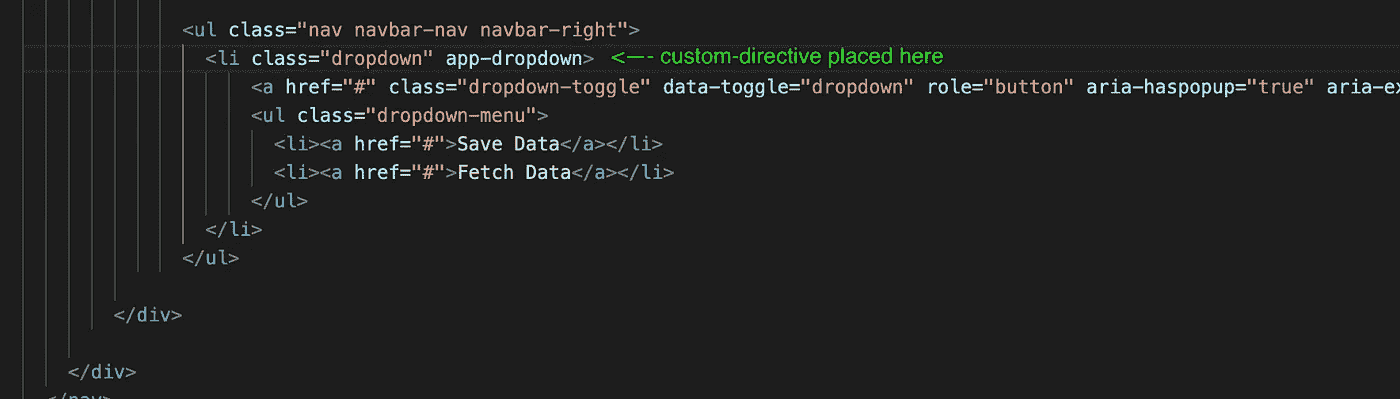 <ul class="nav navbar-nav navbar-right">
<li class="dropdown" app-dropdown> <—- custom-directive placed here
<a href="#" class="dropdown-toggle" data-toggle="dropdown" role="button" aria-haspopup="true" aria-ex
<ul class="dropdown-menu">
<li><a href="#">Save Data</a></li>
<li><a href="#">Fetch Data</a></li>
</ul>
</li>
</ul>
</div>
</div>
</nav>